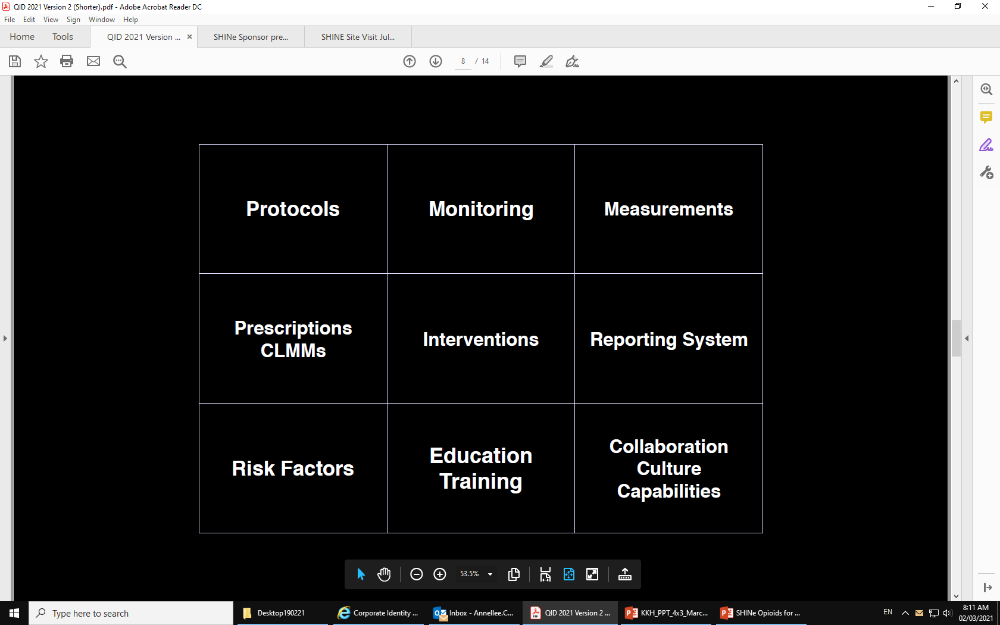 QID 2021 Version 2 (Shorter).pdf - Adobe Acrobat Reader DC
File Edit View Sign Window Help
Home Tools QID 2021 Version ... SHINe Sponsor pre... SHINE Site Visit Jul...
8 / 14
Protocols Monitoring Measurements
Prescriptions
CLMMs
Interventions
Reporting System
Risk Factors
Education
Training
Collaboration
Culture
Capabilities
53.5%
Type here to search
Desktop190221
Corporate Identity ...
Inbox - Annellee.C...
QID 2021 Version 2 ...
KKH_PPT_4x3_Marc...
SHINe Opioids for ...
EN
8:11 AM
02/03/2021